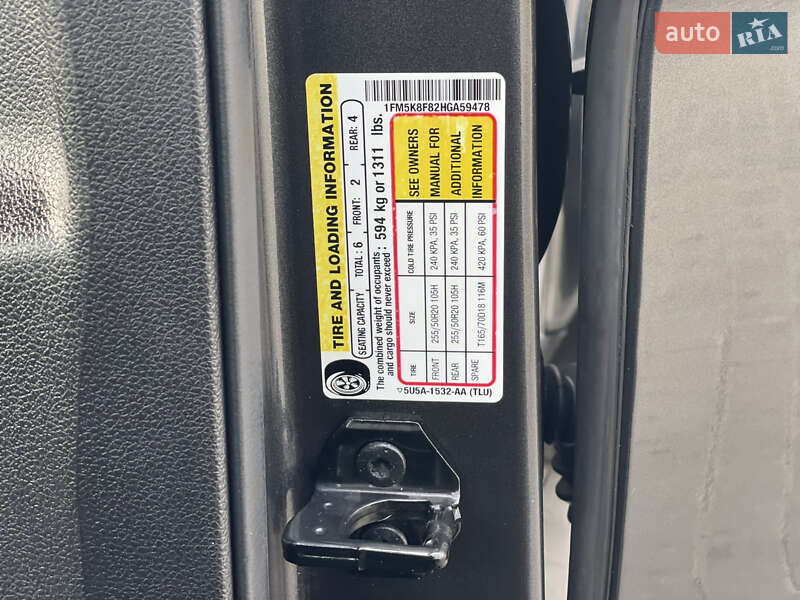 auto RIA
.com
1FM5K8F82HGA59478
TIRE AND LOADING INFORMATION
SEATING CAPACITY TOTAL: 6 FRONT: 2 REAR: 4
The combined weight of occupants and cargo should never exceed: 594 kg or 1311 lbs.
TIRE SIZE COLD TIRE PRESSURE
FRONT 255/50R20 105H 240 KPA, 35 PSI
REAR 255/50R20 105H 240 KPA, 35 PSI
SPARE T165/70D18 116M 420 KPA, 60 PSI
SEE OWNERS
MANUAL FOR
ADDITIONAL
INFORMATION
5U5A-1532-AA (TLU)